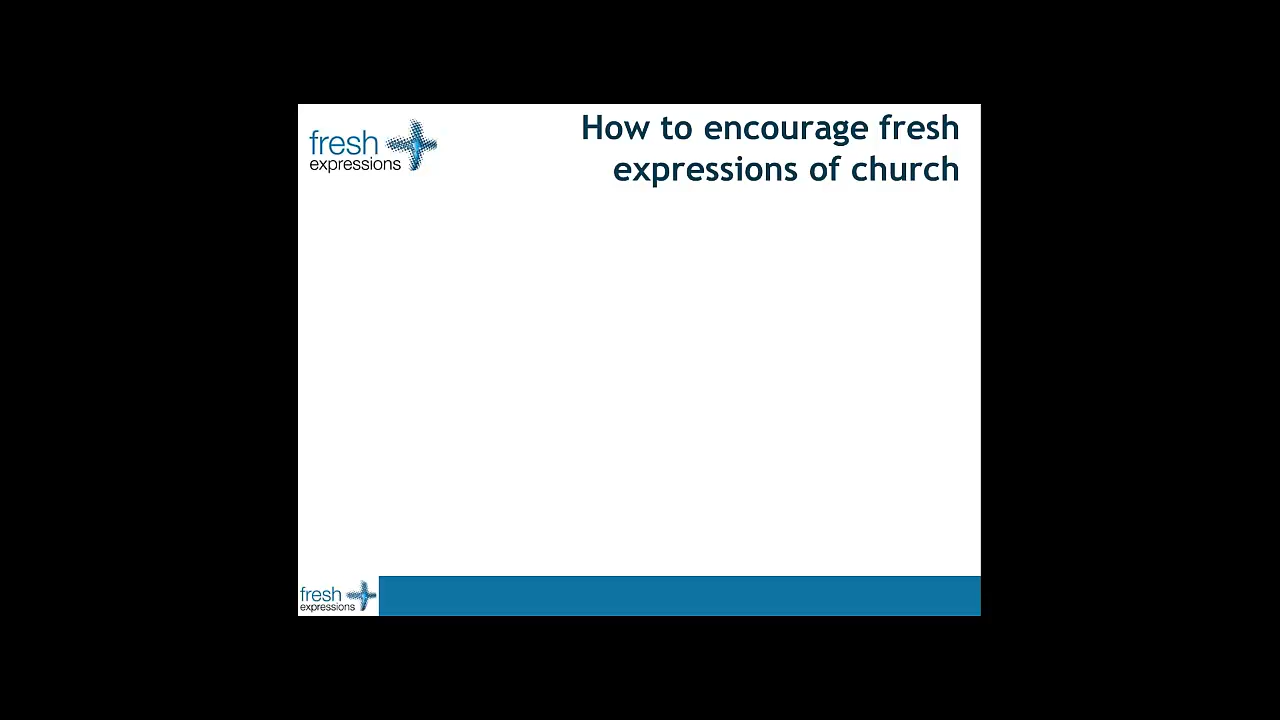 fresh
expressions
How to encourage fresh
expressions of church
fresh
expressions